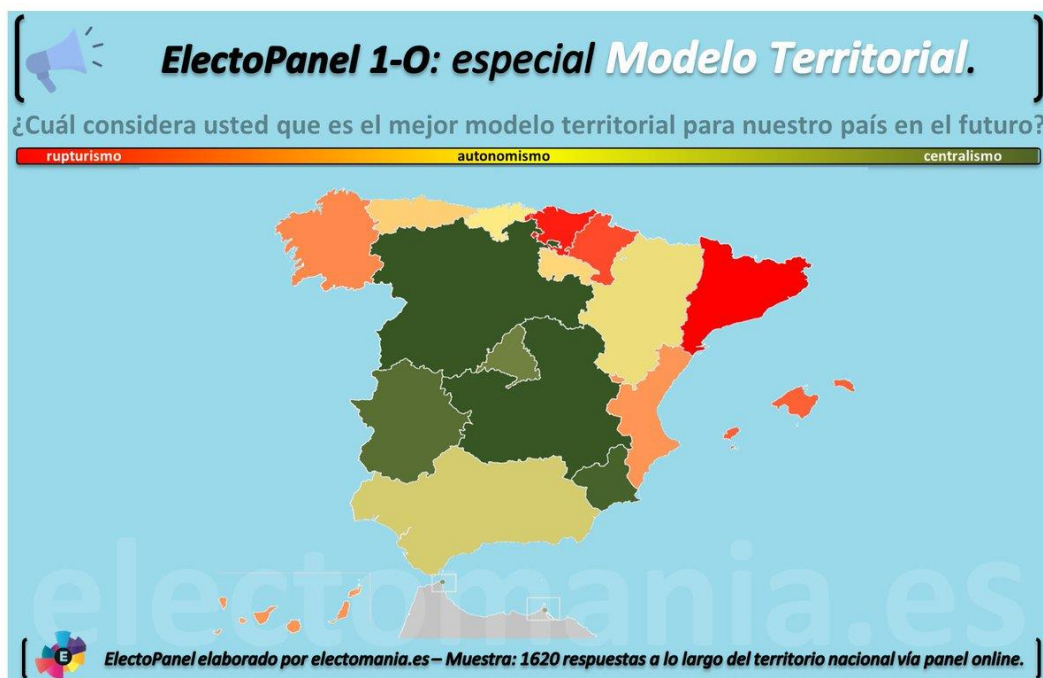 ElectoPanel 1-O: especial Modelo Territorial.
¿Cuál considera usted que es el mejor modelo territorial para nuestro país en el futuro?
rupturismo autonomismo centralismo
electomania.es
E ElectoPanel elaborado por electomania.es – Muestra: 1620 respuestas a lo largo del territorio nacional vía panel online.